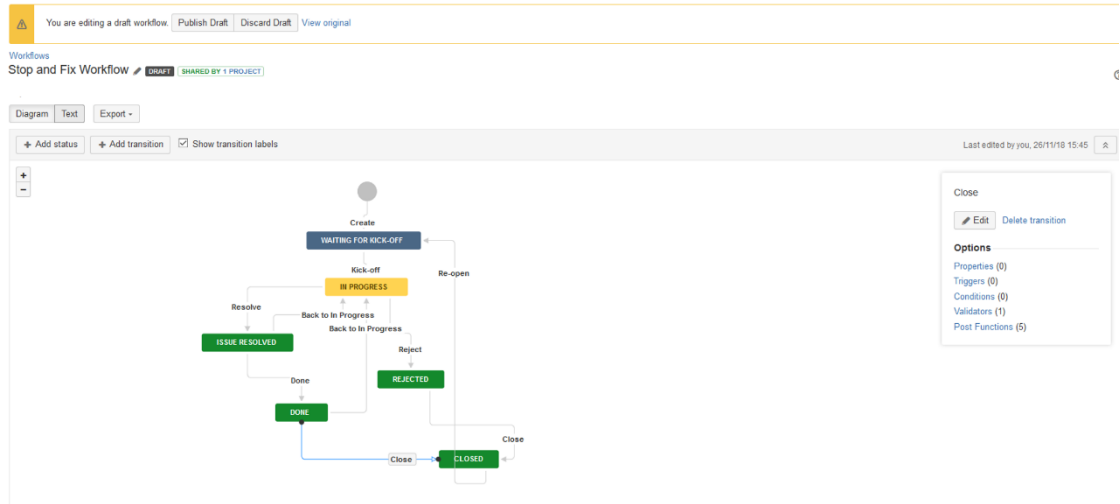 You are editing a draft workflow. Publish Draft Discard Draft View original
Workflows
Stop and Fix Workflow DRAFT SHARED BY 1 PROJECT
Diagram Text Export
+ Add status + Add transition Show transition labels Last edited by you, 26/11/18 15:45
+
−
Create
WAITING FOR KICK-OFF
Kick-off
Re-open
IN PROGRESS
Resolve
Back to In Progress
Back to In Progress
ISSUE RESOLVED
Reject
Done
REJECTED
DONE
Close
Close
CLOSED
Close
Edit Delete transition
Options
Properties (0)
Triggers (0)
Conditions (0)
Validators (1)
Post Functions (5)